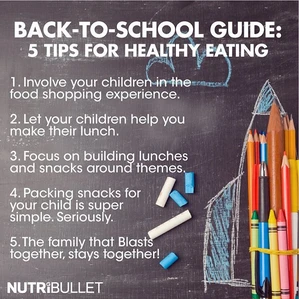 BACK-TO-SCHOOL GUIDE:
5 TIPS FOR HEALTHY EATING
1. Involve your children in the
food shopping experience.
2. Let your children help you
make their lunch.
3. Focus on building lunches
and snacks around themes.
4. Packing snacks for
your child is super
simple. Seriously.
5. The family that Blasts
together, stays together!
NUTRiBULLET